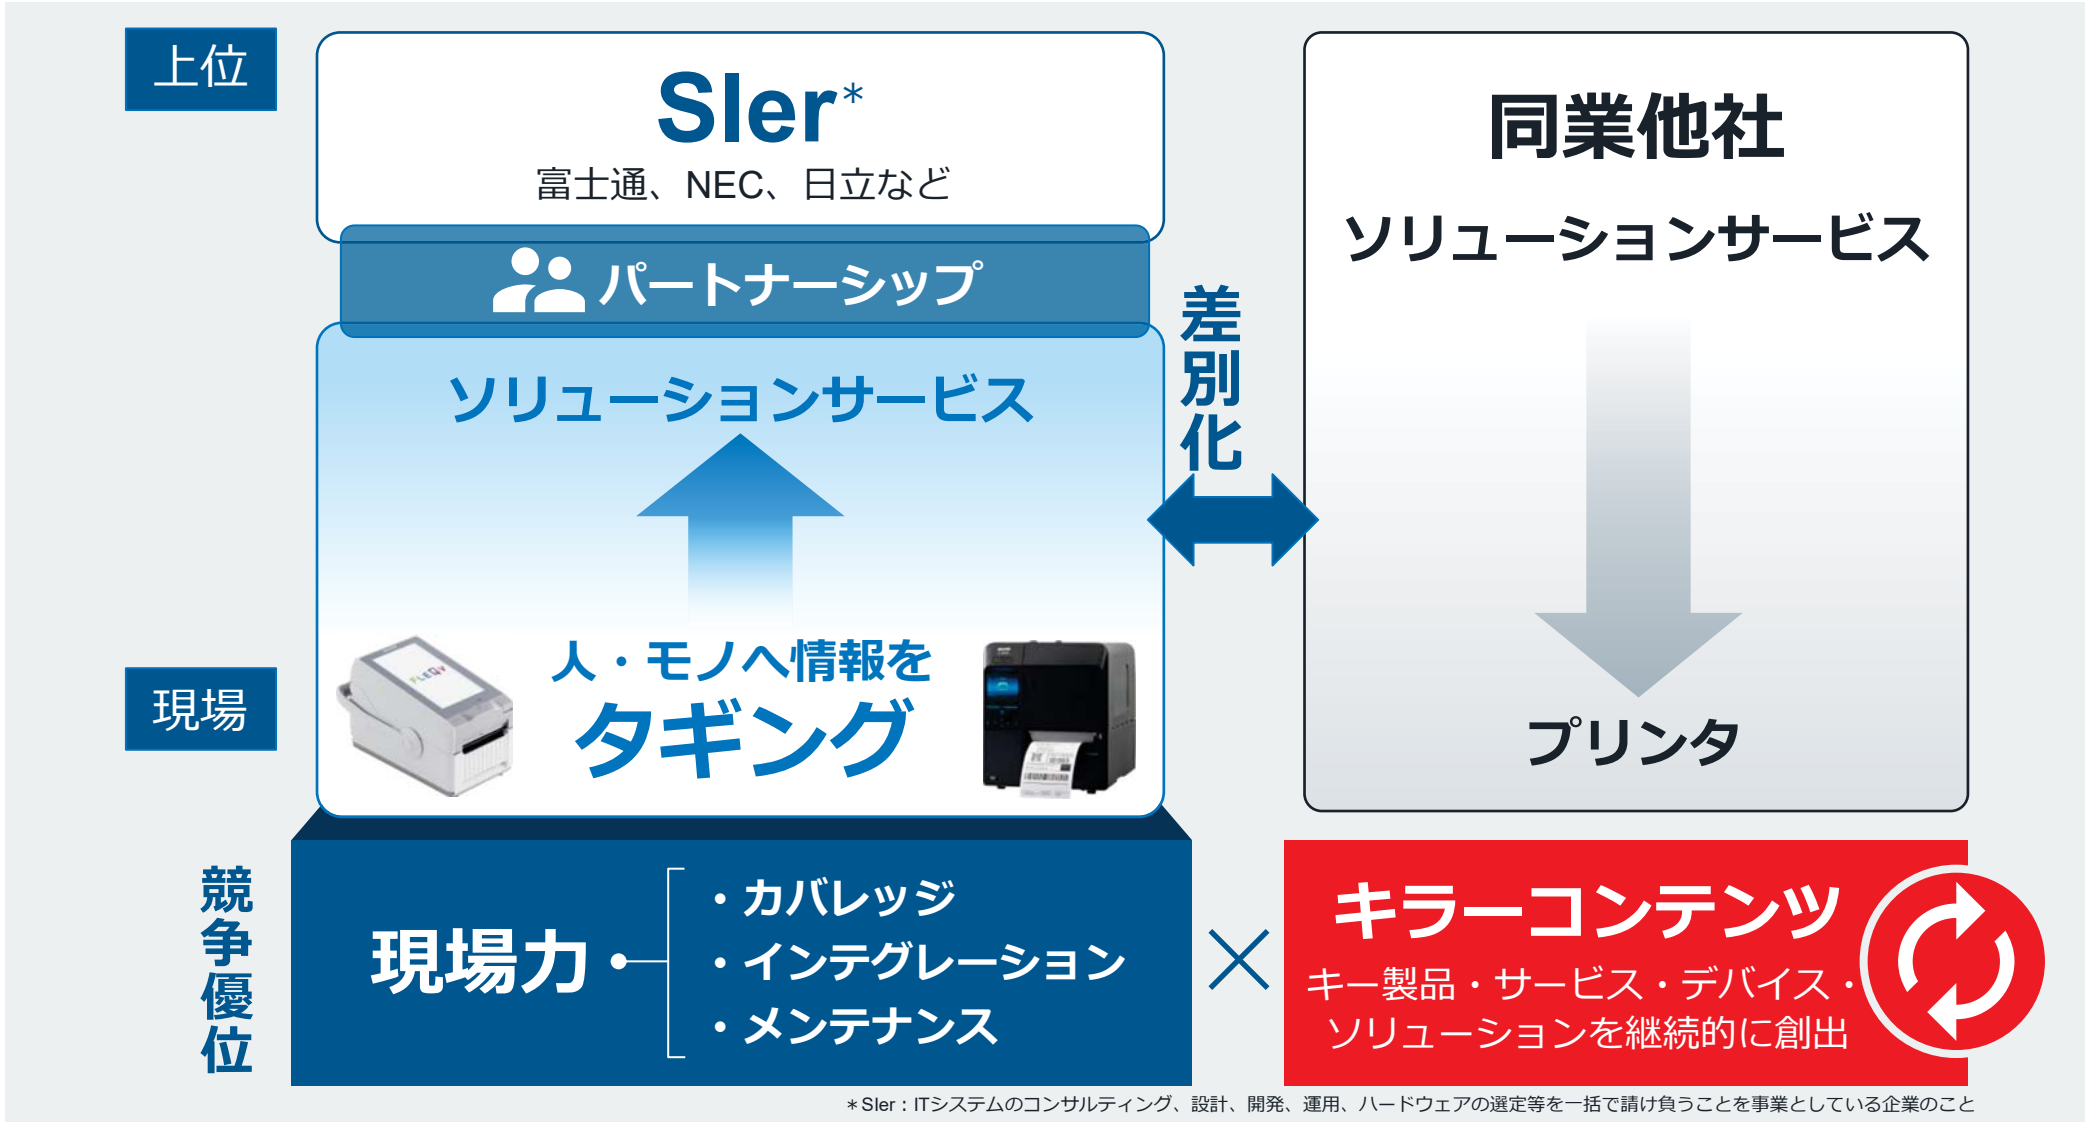 上位
SIer*
富士通、NEC、日立など
パートナーシップ
ソリューションサービス
人・モノへ情報を
タギング
FLEQV
現場
差別化
同業他社
ソリューションサービス
プリンタ
競争優位
現場力
・カバレッジ
・インテグレーション
・メンテナンス
×
キラーコンテンツ
キー製品・サービス・デバイス・
ソリューションを継続的に創出
＊SIer：ITシステムのコンサルティング、設計、開発、運用、ハードウェアの選定等を一括で請け負うことを事業としている企業のこと